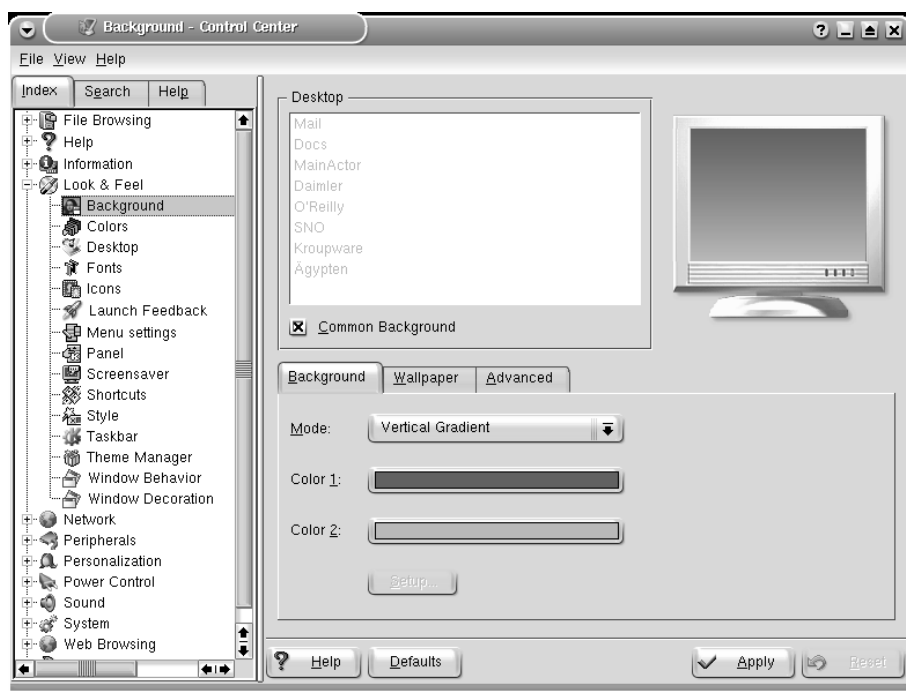 Background - Control Center
File View Help
Index Search Help
File Browsing
Help
Information
Look & Feel
Background
Colors
Desktop
Fonts
Icons
Launch Feedback
Menu settings
Panel
Screensaver
Shortcuts
Style
Taskbar
Theme Manager
Window Behavior
Window Decoration
Network
Peripherals
Personalization
Power Control
Sound
System
Web Browsing
Desktop
Mail
Docs
MainActor
Daimler
O'Reilly
SNO
Kroupware
Ägypten
Common Background
Background Wallpaper Advanced
Mode: Vertical Gradient
Color 1:
Color 2:
Setup...
Help Defaults Apply Reset